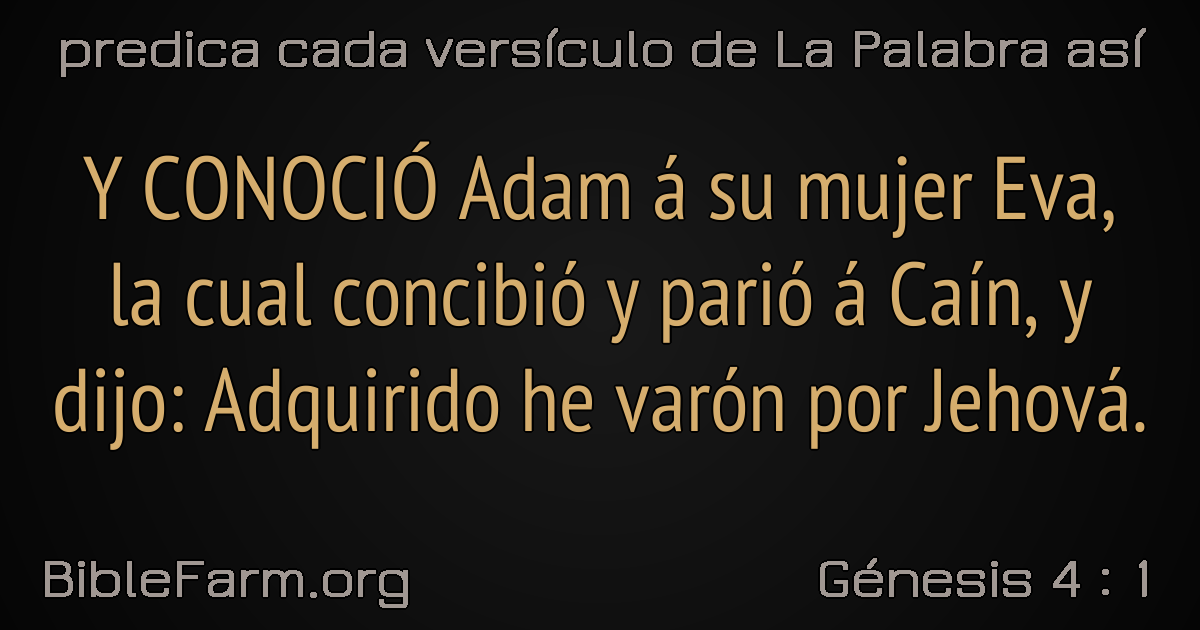 predica cada versículo de La Palabra así
Y CONOCIÓ Adam á su mujer Eva,
la cual concibió y parió á Caín, y
dijo: Adquirido he varón por Jehová.
BibleFarm.org
Génesis 4 : 1